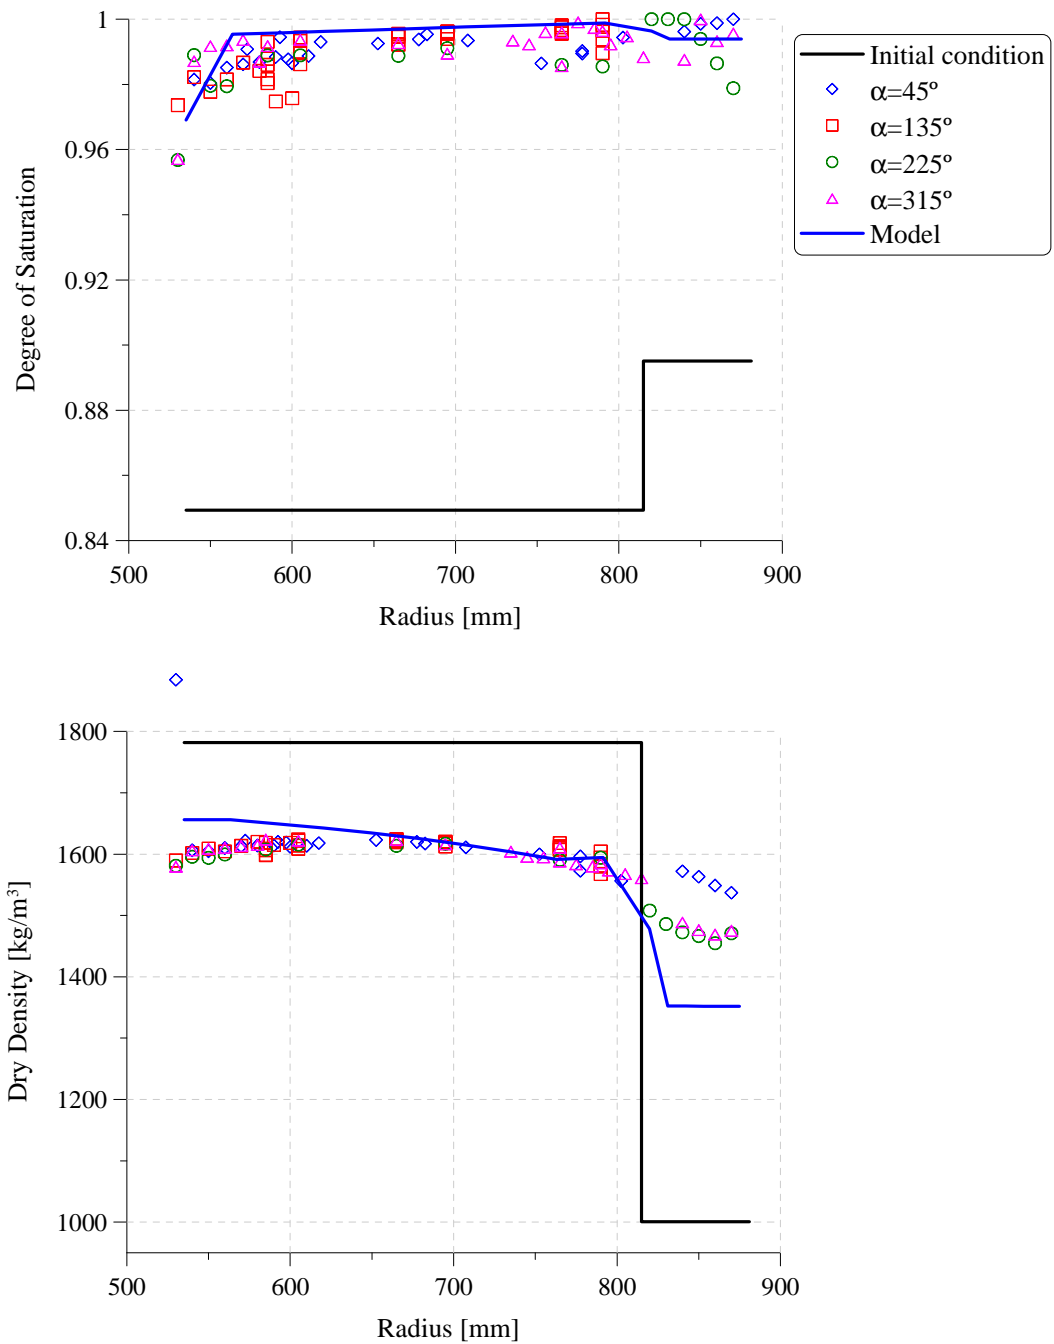 1
0.96
0.92
0.88
0.84
Degree of Saturation
500 600 700 800 900
Radius [mm]
Initial condition
α=45º
α=135º
α=225º
α=315º
Model
1800
1600
1400
1200
1000
Dry Density [kg/m³]
500 600 700 800 900
Radius [mm]